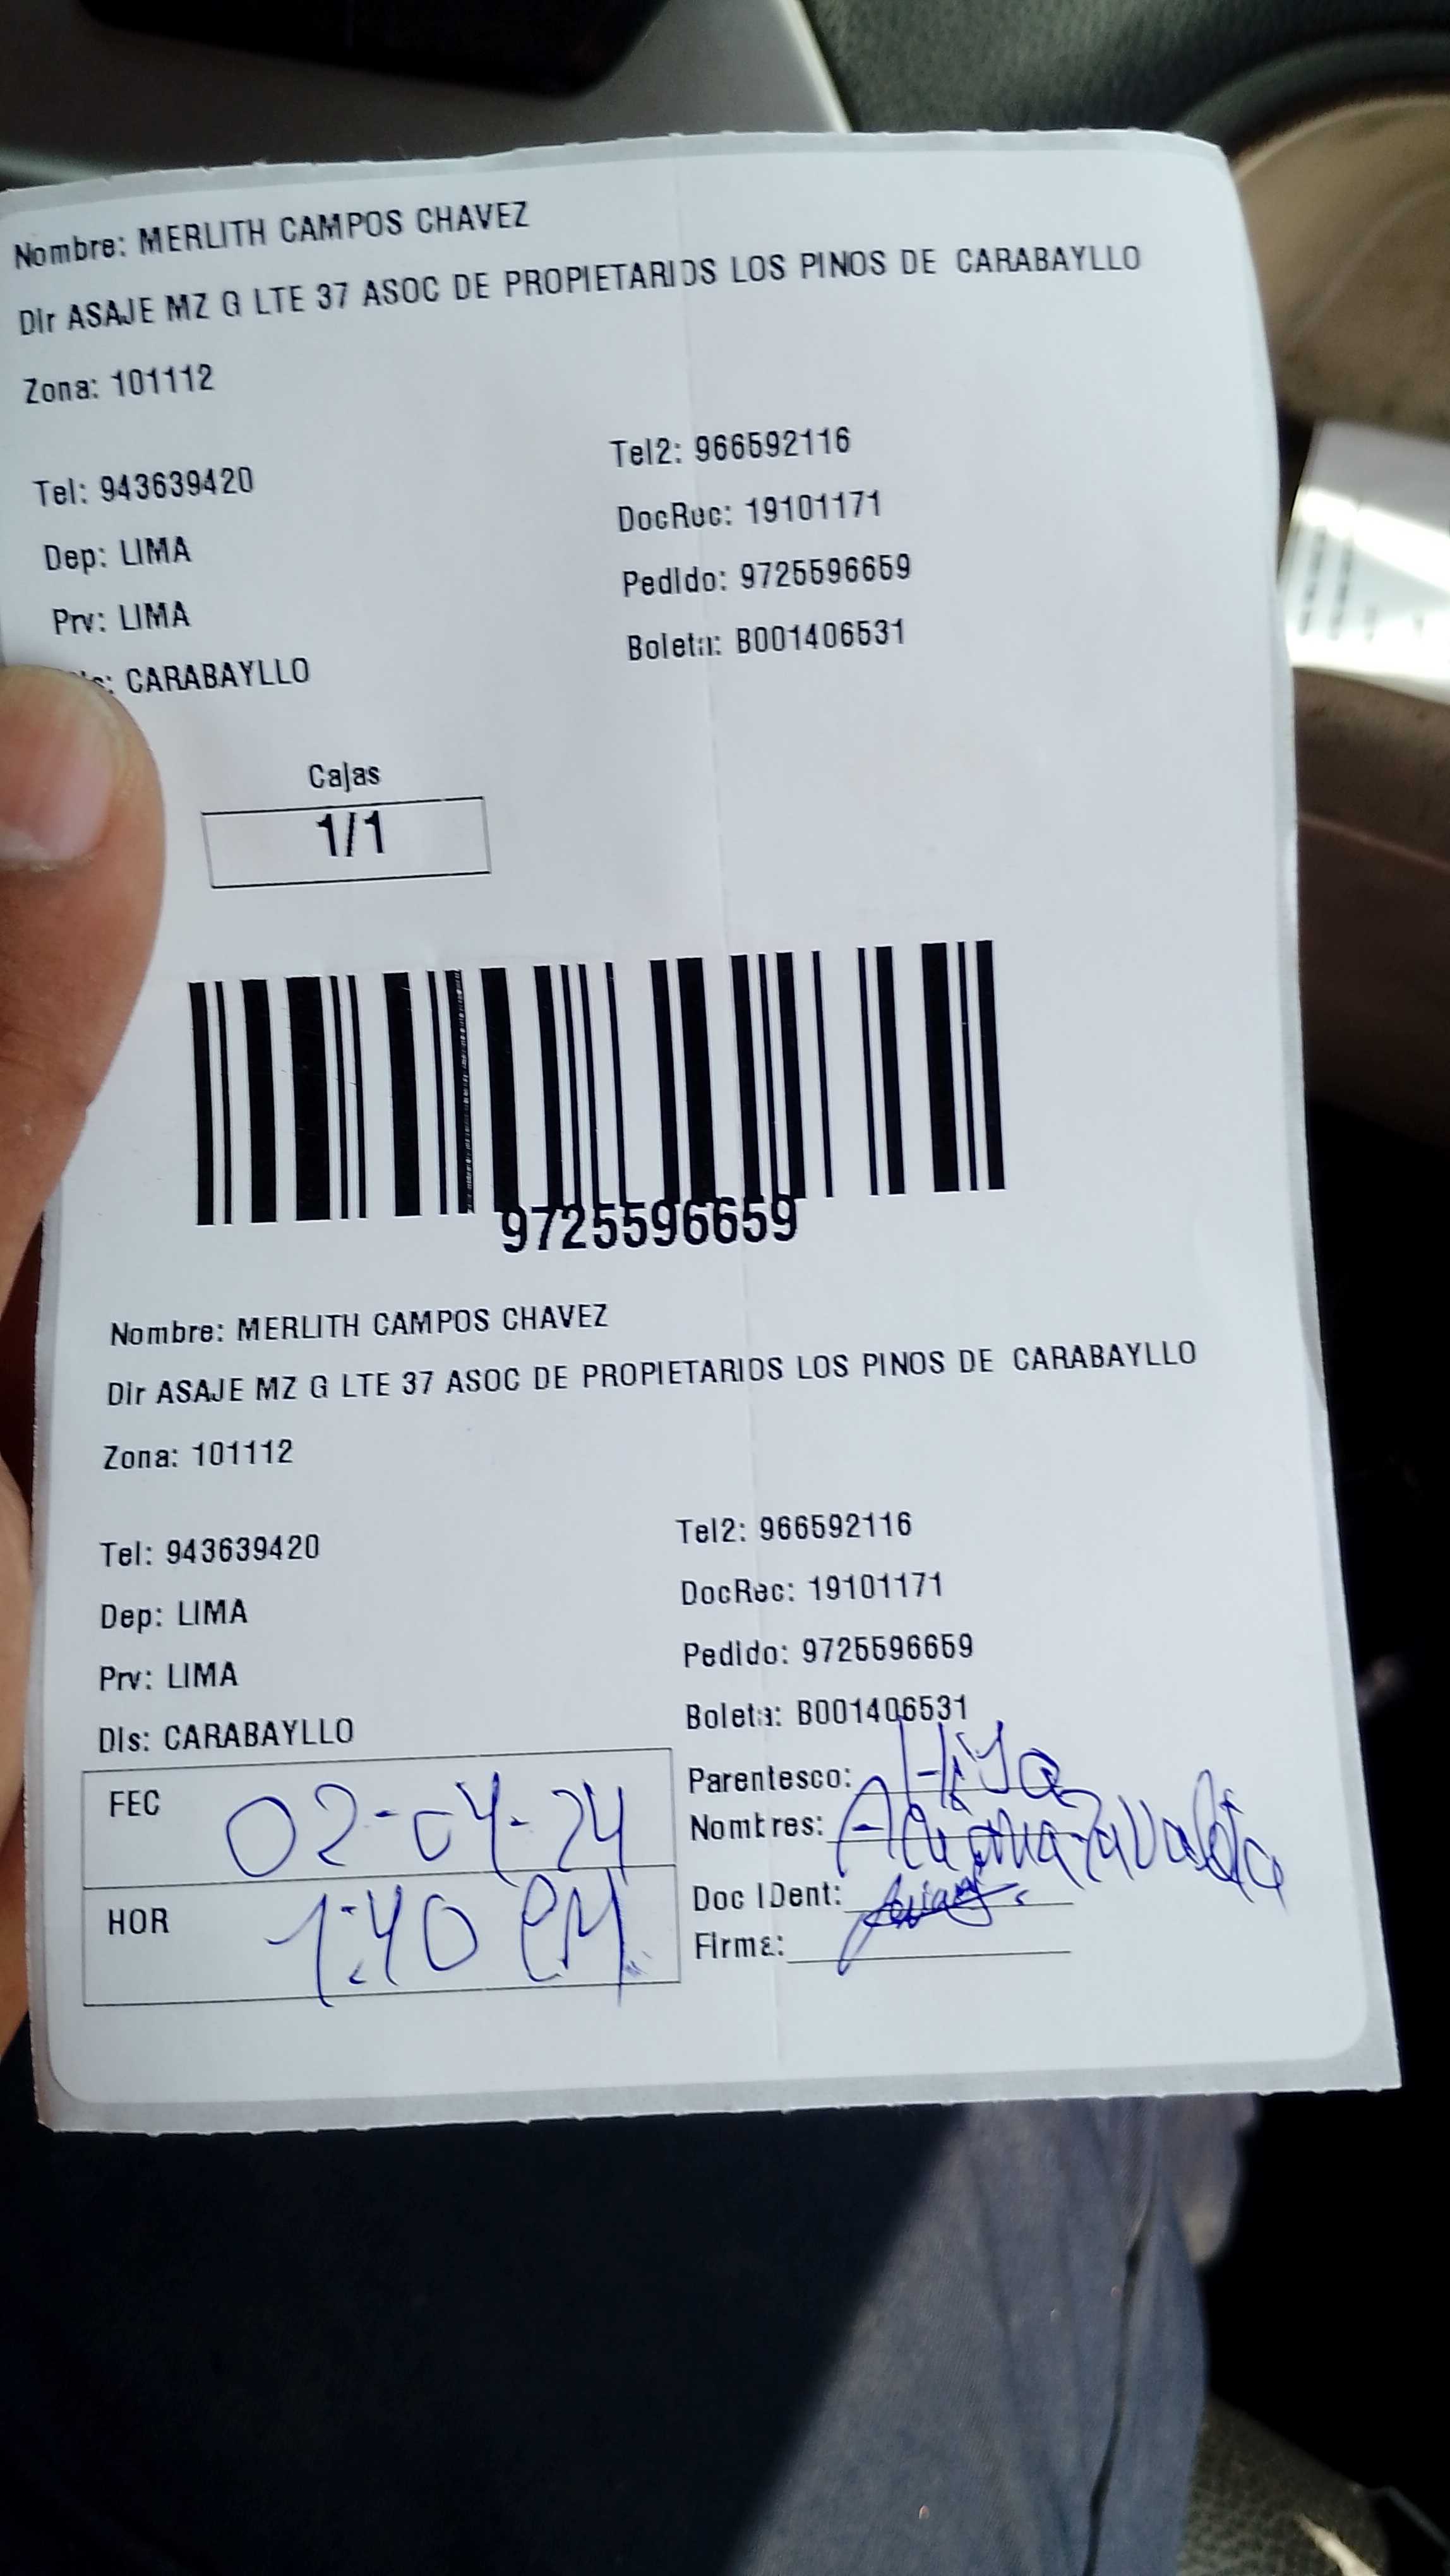 Nombre: MERLITH CAMPOS CHAVEZ
Dir ASAJE MZ G LTE 37 ASOC DE PROPIETARIOS LOS PINOS DE CARABAYLLO
Zona: 101112
Tel: 943639420 Tel2: 966592116
Dep: LIMA DocRec: 19101171
Prv: LIMA Pedido: 9725596659
CARABAYLLO Boleta: B001406531
Cajas
1/1
9725596659
Nombre: MERLITH CAMPOS CHAVEZ
Dir ASAJE MZ G LTE 37 ASOC DE PROPIETARIOS LOS PINOS DE CARABAYLLO
Zona: 101112
Tel: 943639420 Tel2: 966592116
Dep: LIMA DocRec: 19101171
Prv: LIMA Pedido: 9725596659
Dis: CARABAYLLO Boleta: B001406531
FEC 02-04-24 Parentesco: Hija
Nombres: Zavaleta
HOR 1:40 PM Doc IDent:
Firma: